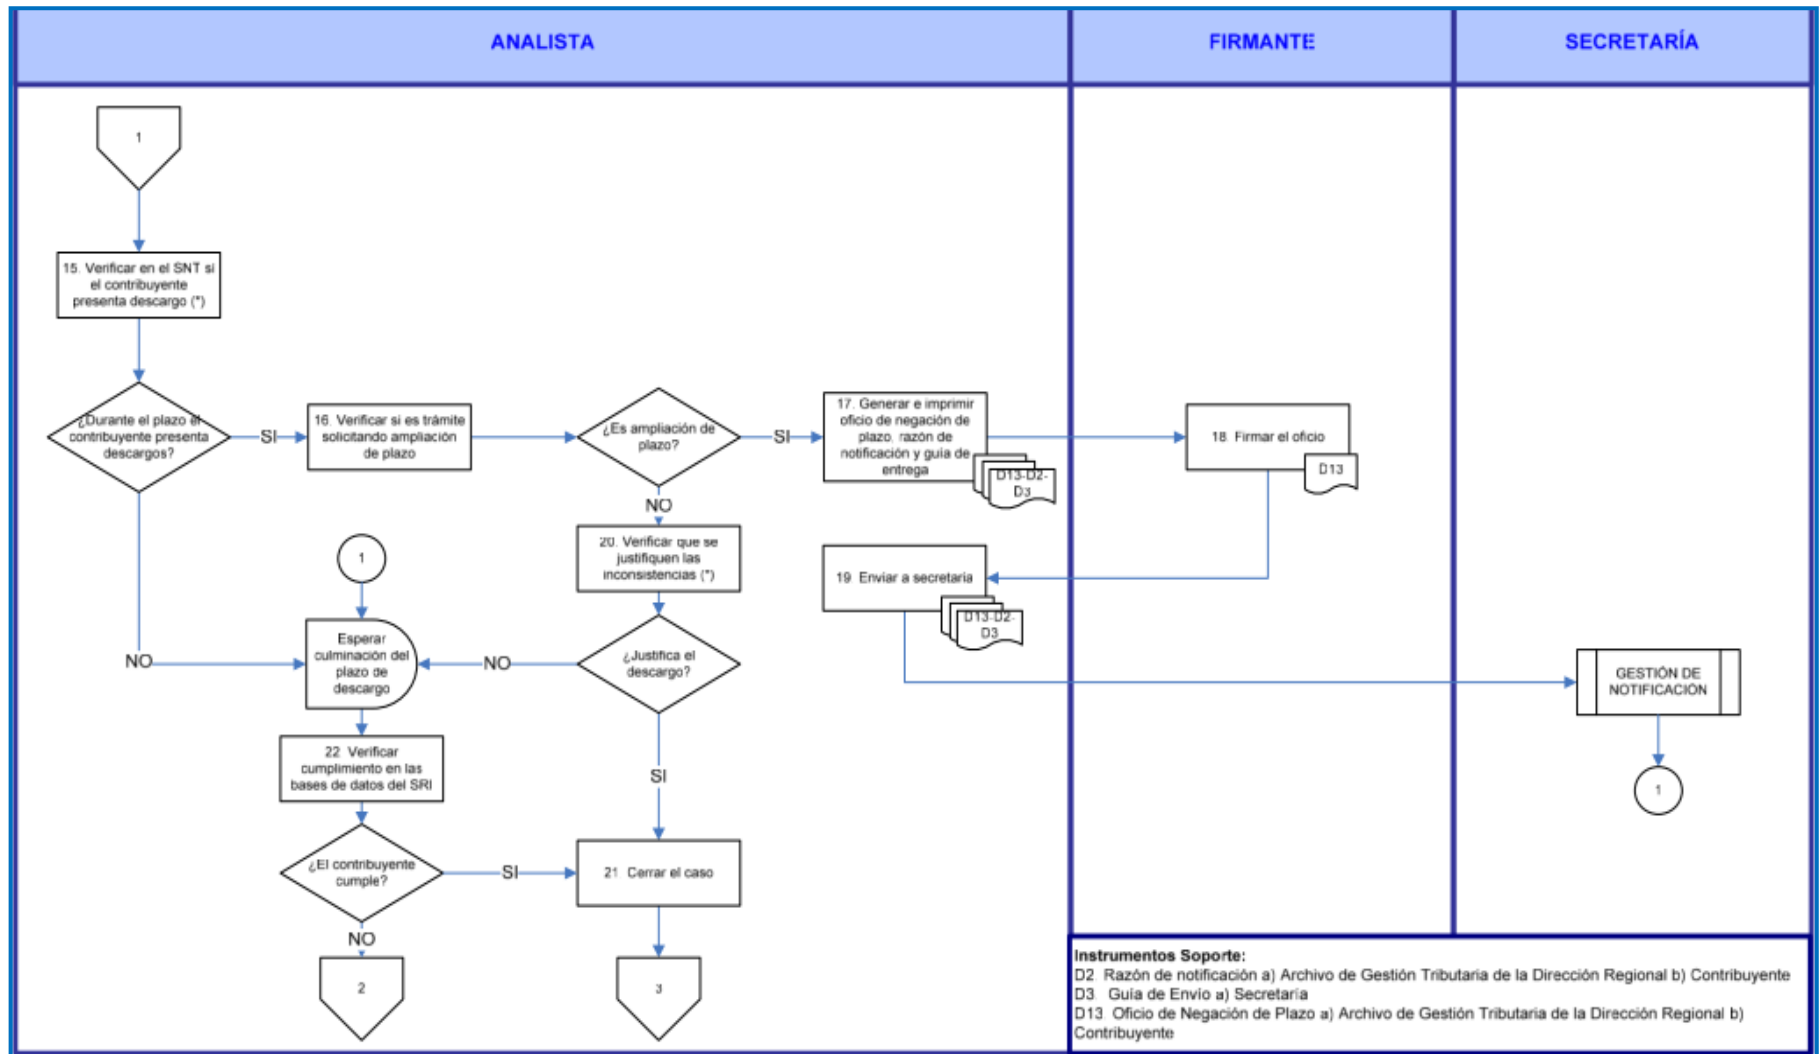 ANALISTA
FIRMANTE
SECRETARÍA
1
15. Verificar en el SNT si
el contribuyente
presenta descargo (*)
¿Durante el plazo el
contribuyente presenta
descargos?
SI
16. Verificar si es trámite
solicitando ampliación
de plazo
¿Es ampliación de
plazo?
SI
17. Generar e imprimir
oficio de negación de
plazo, razón de
notificación y guía de
entrega
D13-D2-
D3
18. Firmar el oficio
D13
NO
20. Verificar que se
justifiquen las
inconsistencias (*)
1
19 Enviar a secretaría
D13-D2-
D3
NO
Esperar
culminación del
plazo de
descargo
NO
¿Justifica el
descargo?
GESTIÓN DE
NOTIFICACIÓN
22 Verificar
cumplimiento en las
bases de datos del SRI
SI
1
¿El contribuyente
cumple?
SI
21 Cerrar el caso
NO
2
3
Instrumentos Soporte:
D2 Razón de notificación a) Archivo de Gestión Tributaria de la Dirección Regional b) Contribuyente
D3. Guía de Envío a) Secretaría
D13. Oficio de Negación de Plazo a) Archivo de Gestión Tributaria de la Dirección Regional b)
Contribuyente